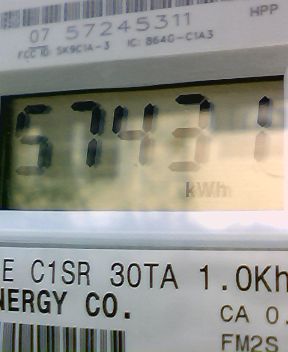 HPP
07 57245311
FCC ID: SK9C1A-3 IC: 864G-C1A3
57431
kWh
E C1SR 30TA 1.0Kh
NERGY CO.
CA 0.
FM2S